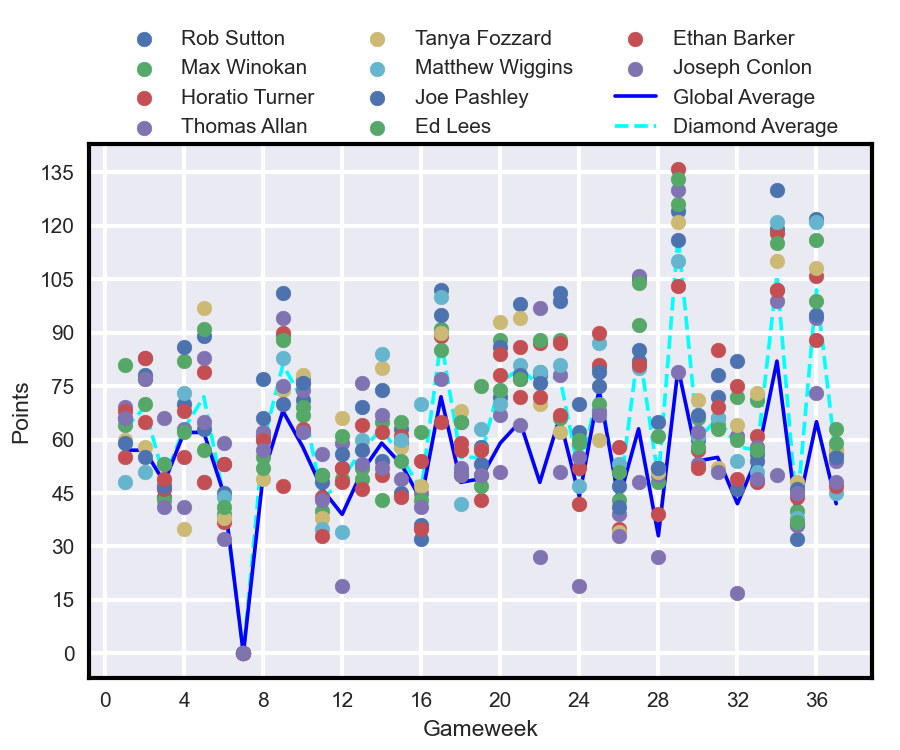 Rob Sutton Tanya Fozzard Ethan Barker
Max Winokan Matthew Wiggins Joseph Conlon
Horatio Turner Joe Pashley Global Average
Thomas Allan Ed Lees Diamond Average
135
120
105
90
75
60
45
30
15
0
Points
0 4 8 12 16 20 24 28 32 36
Gameweek